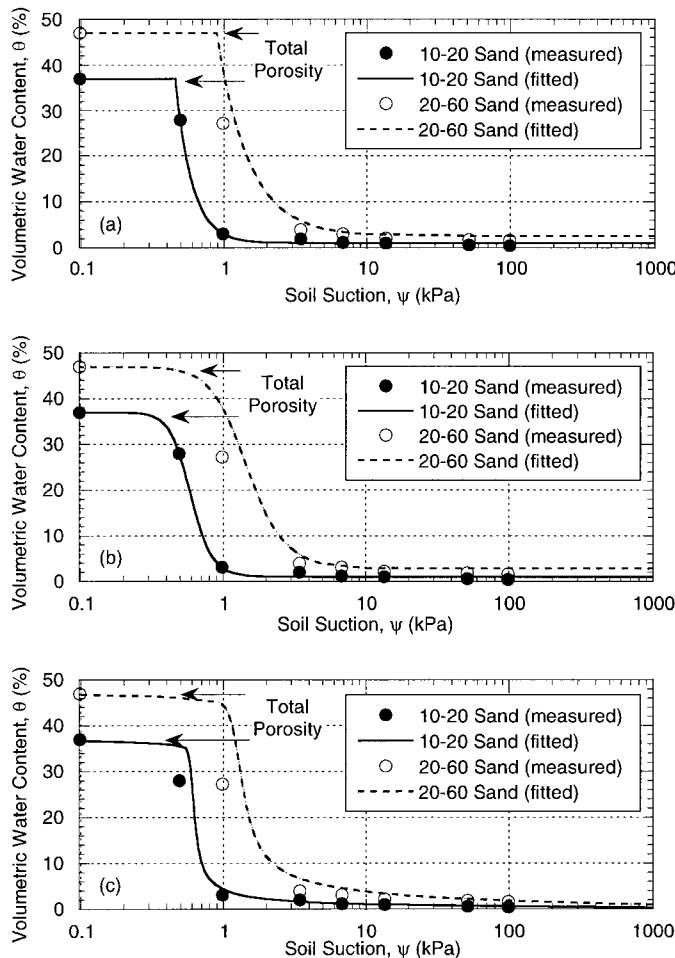 Volumetric Water Content, θ (%)
50
40
30
20
10
0
Total
Porosity
10-20 Sand (measured)
10-20 Sand (fitted)
20-60 Sand (measured)
20-60 Sand (fitted)
(a)
0.1 1 10 100 1000
Soil Suction, ψ (kPa)
Volumetric Water Content, θ (%)
50
40
30
20
10
0
Total
Porosity
10-20 Sand (measured)
10-20 Sand (fitted)
20-60 Sand (measured)
20-60 Sand (fitted)
(b)
0.1 1 10 100 1000
Soil Suction, ψ (kPa)
Volumetric Water Content, θ (%)
50
40
30
20
10
0
Total
Porosity
10-20 Sand (measured)
10-20 Sand (fitted)
20-60 Sand (measured)
20-60 Sand (fitted)
(c)
0.1 1 10 100 1000
Soil Suction, ψ (kPa)